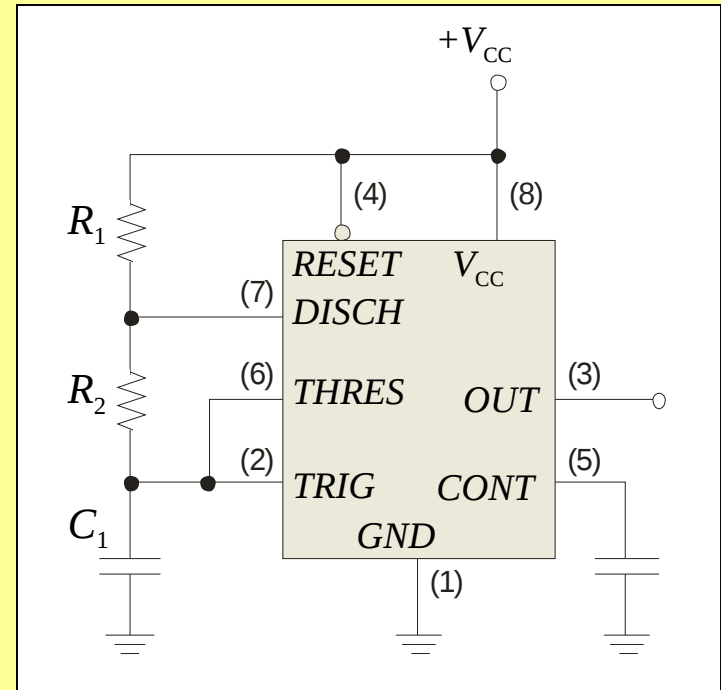 +V_CC
(4) (8)
R_1
RESET V_CC
(7)
DISCH
(6) (3)
R_2
THRES OUT
(2) (5)
TRIG CONT
C_1
GND
(1)